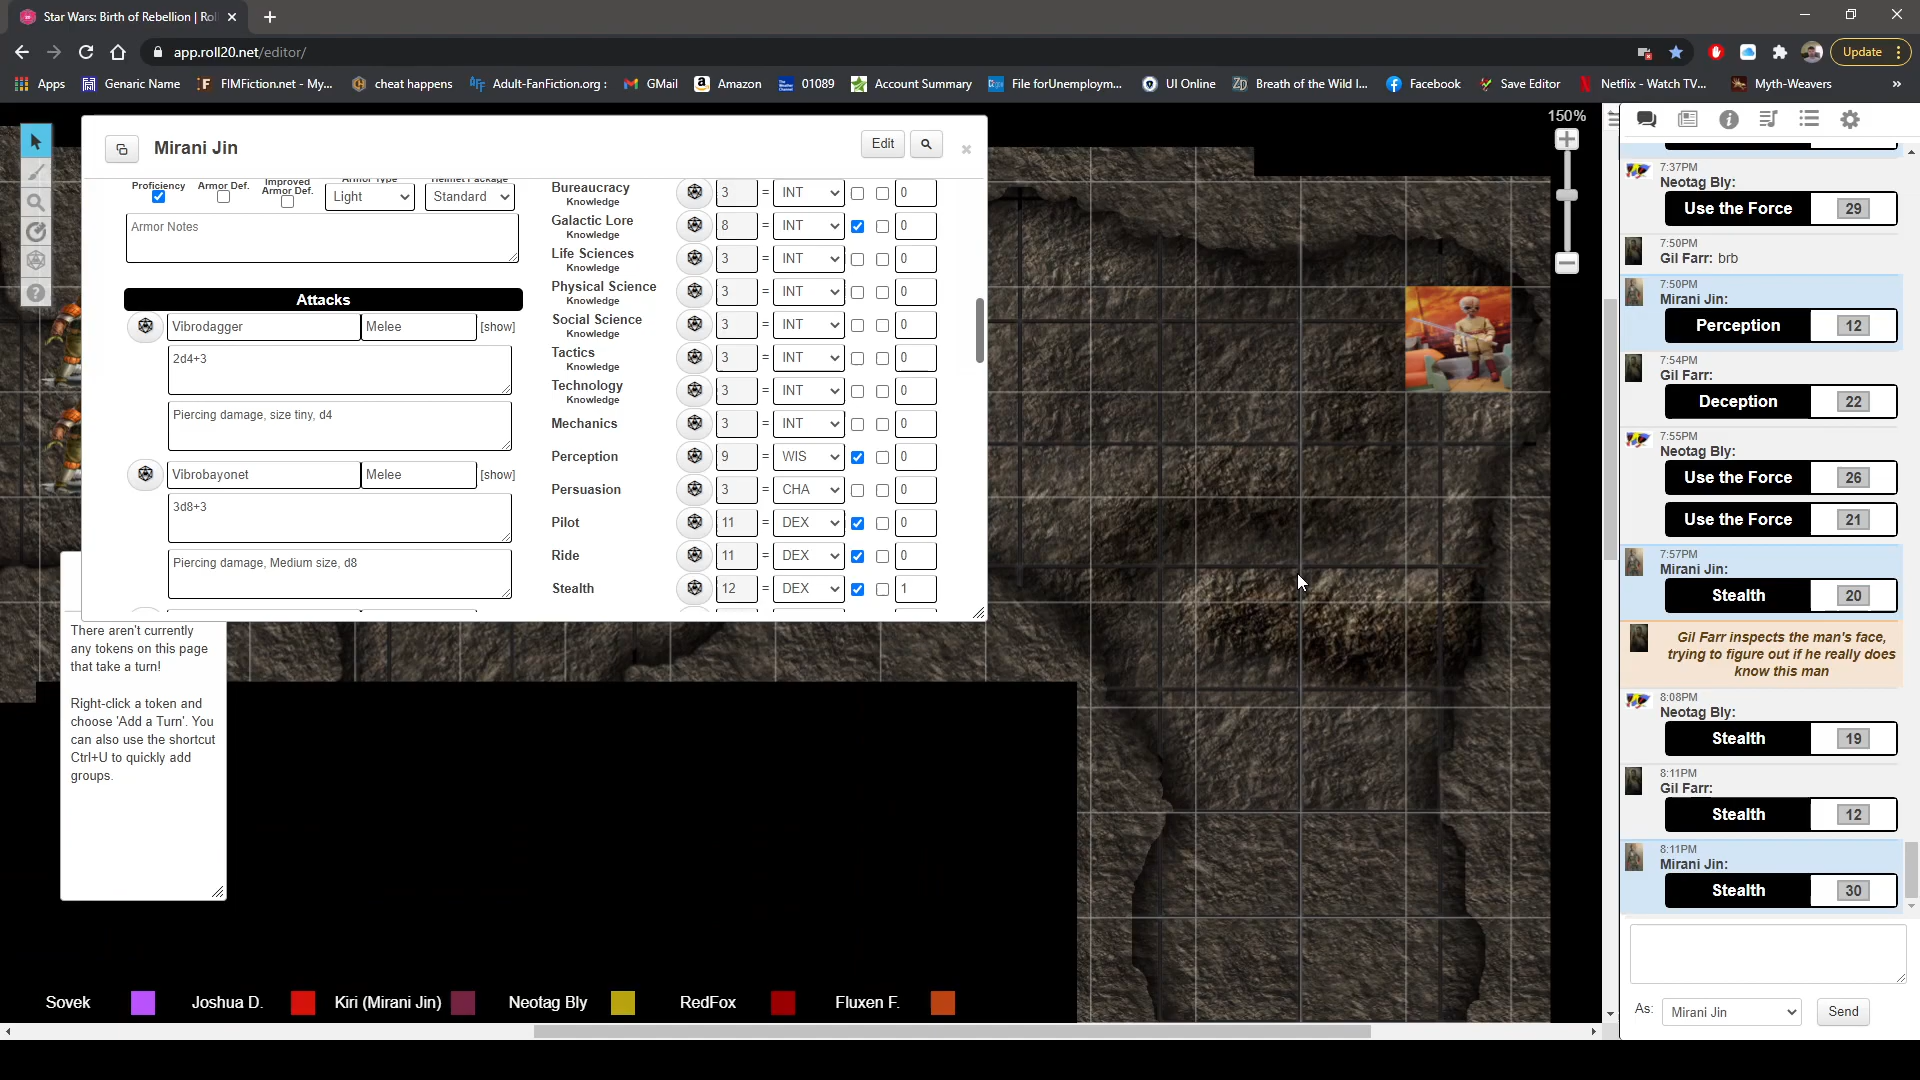 Star Wars: Birth of Rebellion | Rol
app.roll20.net/editor/
Update
Apps
Genaric Name
FIMFiction.net - My...
cheat happens
Adult-FanFiction.org :
GMail
Amazon
01089
Account Summary
File forUnemploym...
UI Online
Breath of the Wild I...
Facebook
Save Editor
Netflix - Watch TV...
Myth-Weavers
»
Mirani Jin
Edit
Proficiency
Armor Def.
Improved
Armor Def.
Armor Type
Light
Helmet Package
Standard
Armor Notes
Attacks
Vibrodagger Melee [show]
2d4+3
Piercing damage, size tiny, d4
Vibrobayonet Melee [show]
3d8+3
Piercing damage, Medium size, d8
Bureaucracy 3 = INT 0
Knowledge
Galactic Lore 8 = INT 0
Knowledge
Life Sciences 3 = INT 0
Knowledge
Physical Science 3 = INT 0
Knowledge
Social Science 3 = INT 0
Knowledge
Tactics 3 = INT 0
Knowledge
Technology 3 = INT 0
Knowledge
Mechanics 3 = INT 0
Perception 9 = WIS 0
Persuasion 3 = CHA 0
Pilot 11 = DEX 0
Ride 11 = DEX 0
Stealth 12 = DEX 1
There aren't currently
any tokens on this page
that take a turn!
Right-click a token and
choose 'Add a Turn'. You
can also use the shortcut
Ctrl+U to quickly add
groups.
150%
Sovek
Joshua D.
Kiri (Mirani Jin)
Neotag Bly
RedFox
Fluxen F.
7:37PM
Neotag Bly:
Use the Force 29
7:50PM
Gil Farr: brb
7:50PM
Mirani Jin:
Perception 12
7:54PM
Gil Farr:
Deception 22
7:55PM
Neotag Bly:
Use the Force 26
Use the Force 21
7:57PM
Mirani Jin:
Stealth 20
Gil Farr inspects the man's face,
trying to figure out if he really does
know this man
8:08PM
Neotag Bly:
Stealth 19
8:11PM
Gil Farr:
Stealth 12
8:11PM
Mirani Jin:
Stealth 30
As: Mirani Jin Send